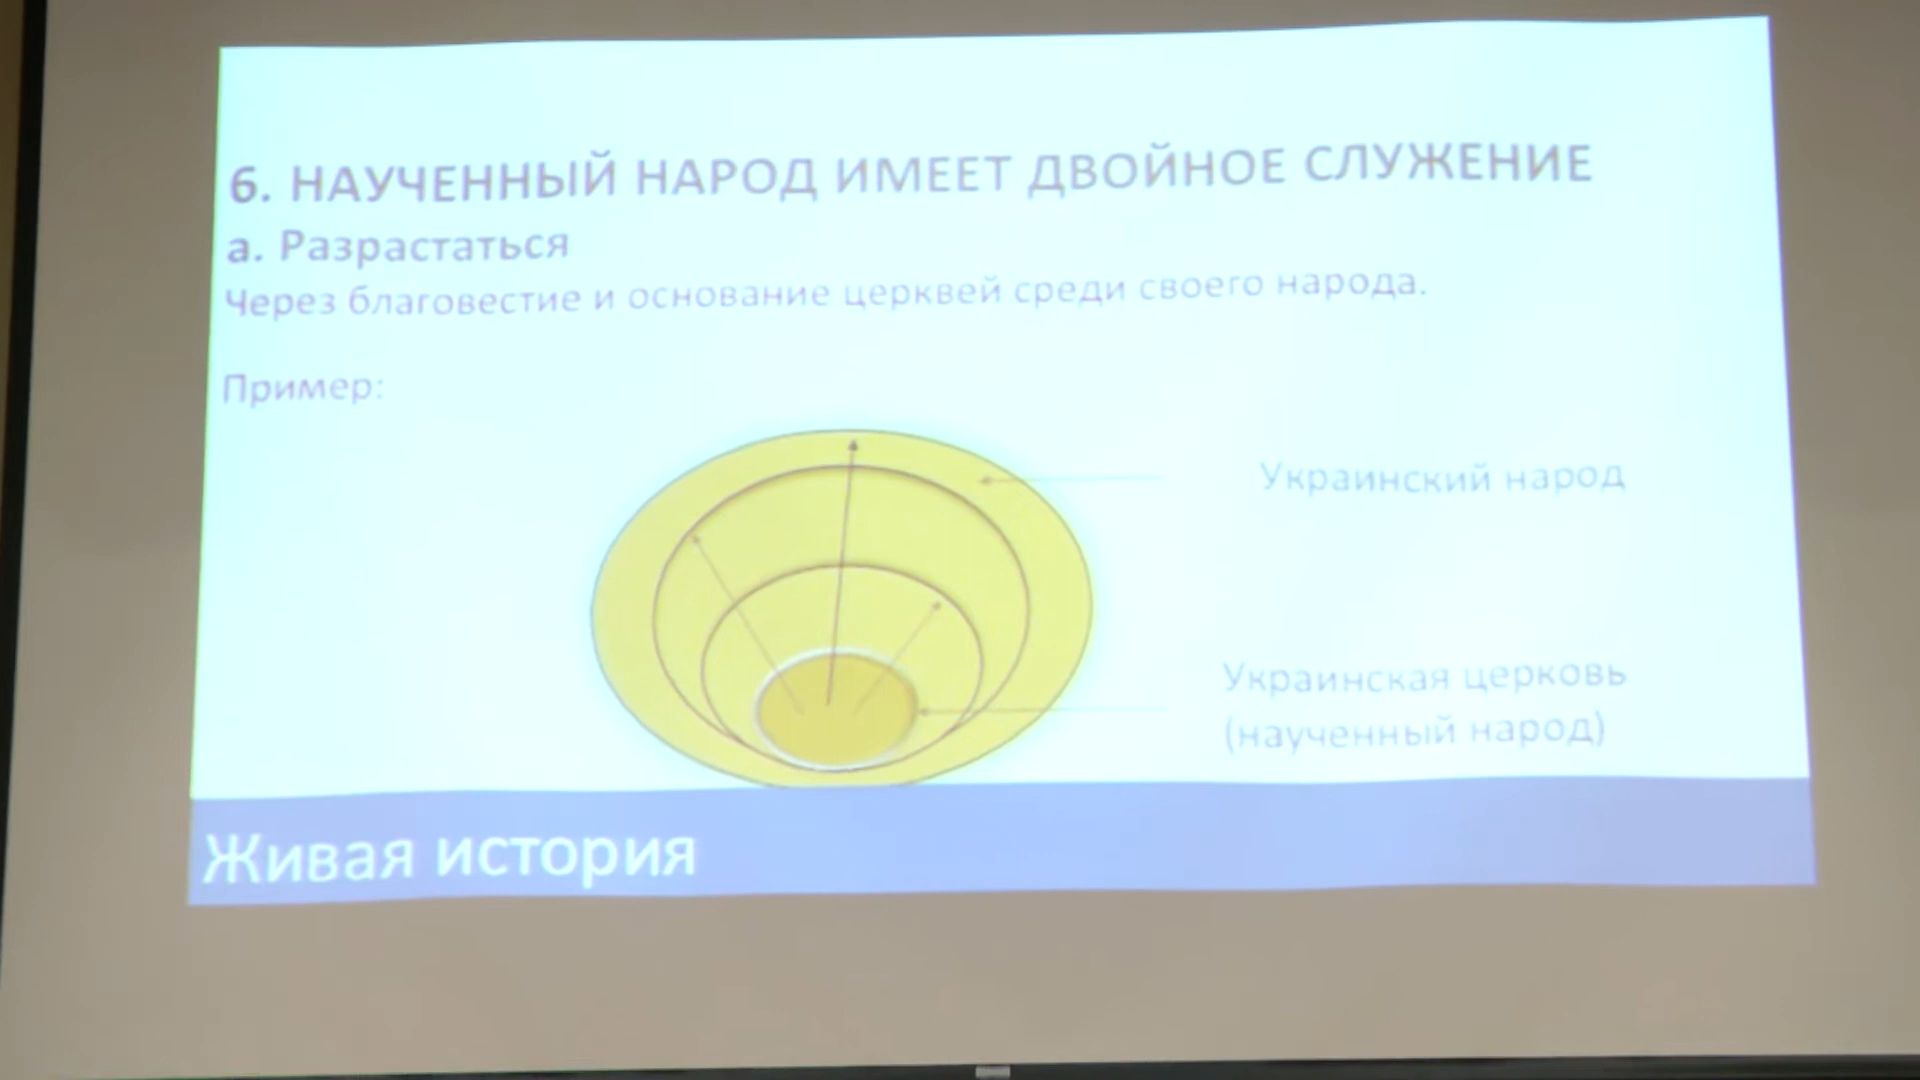 6. НАУЧЕННЫЙ НАРОД ИМЕЕТ ДВОЙНОЕ СЛУЖЕНИЕ
а. Разрастаться
Через благовестие и основание церквей среди своего народа.
Пример:
Украинский народ
Украинская церковь
(наученный народ)
Живая история